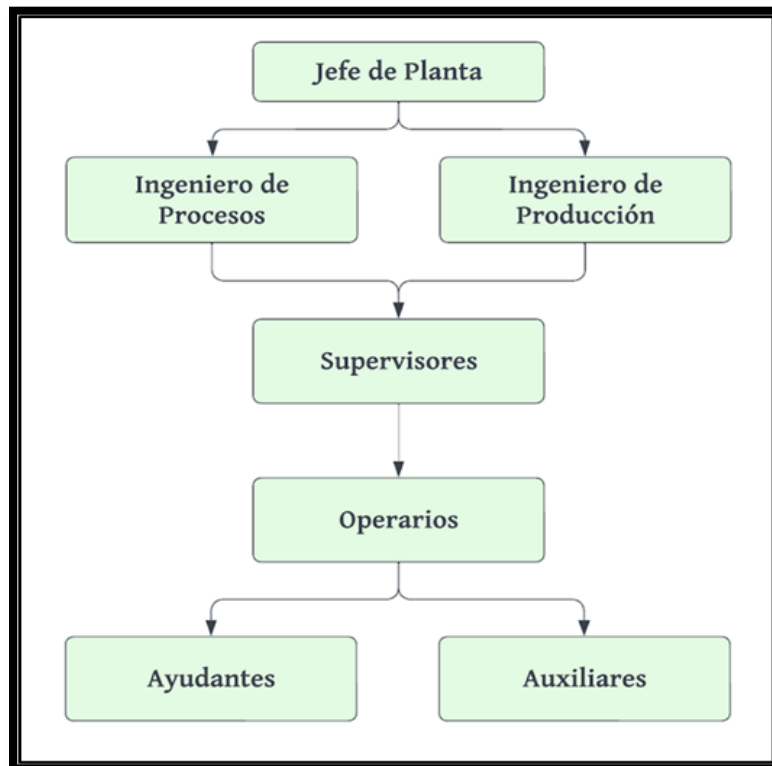 Jefe de Planta
Ingeniero de
Procesos
Ingeniero de
Producción
Supervisores
Operarios
Ayudantes
Auxiliares